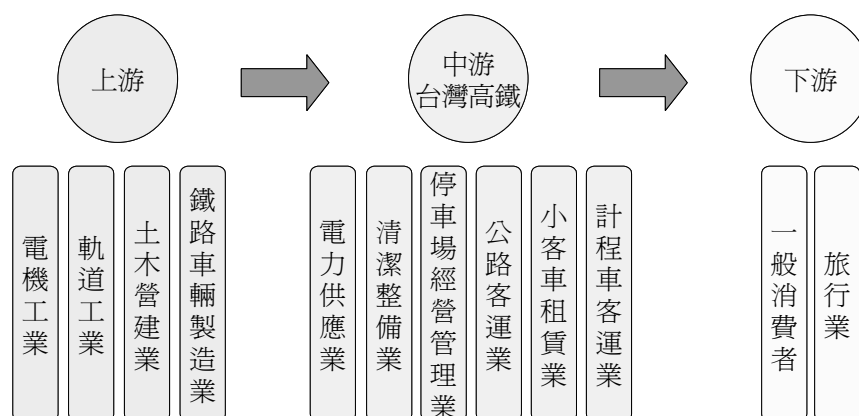 上游
中游
台灣高鐵
下游
電機工業
軌道工業
土木營建業
鐵路車輛製造業
電力供應業
清潔整備業
停車場經營管理業
公路客運業
小客車租賃業
計程車客運業
一般消費者
旅行業